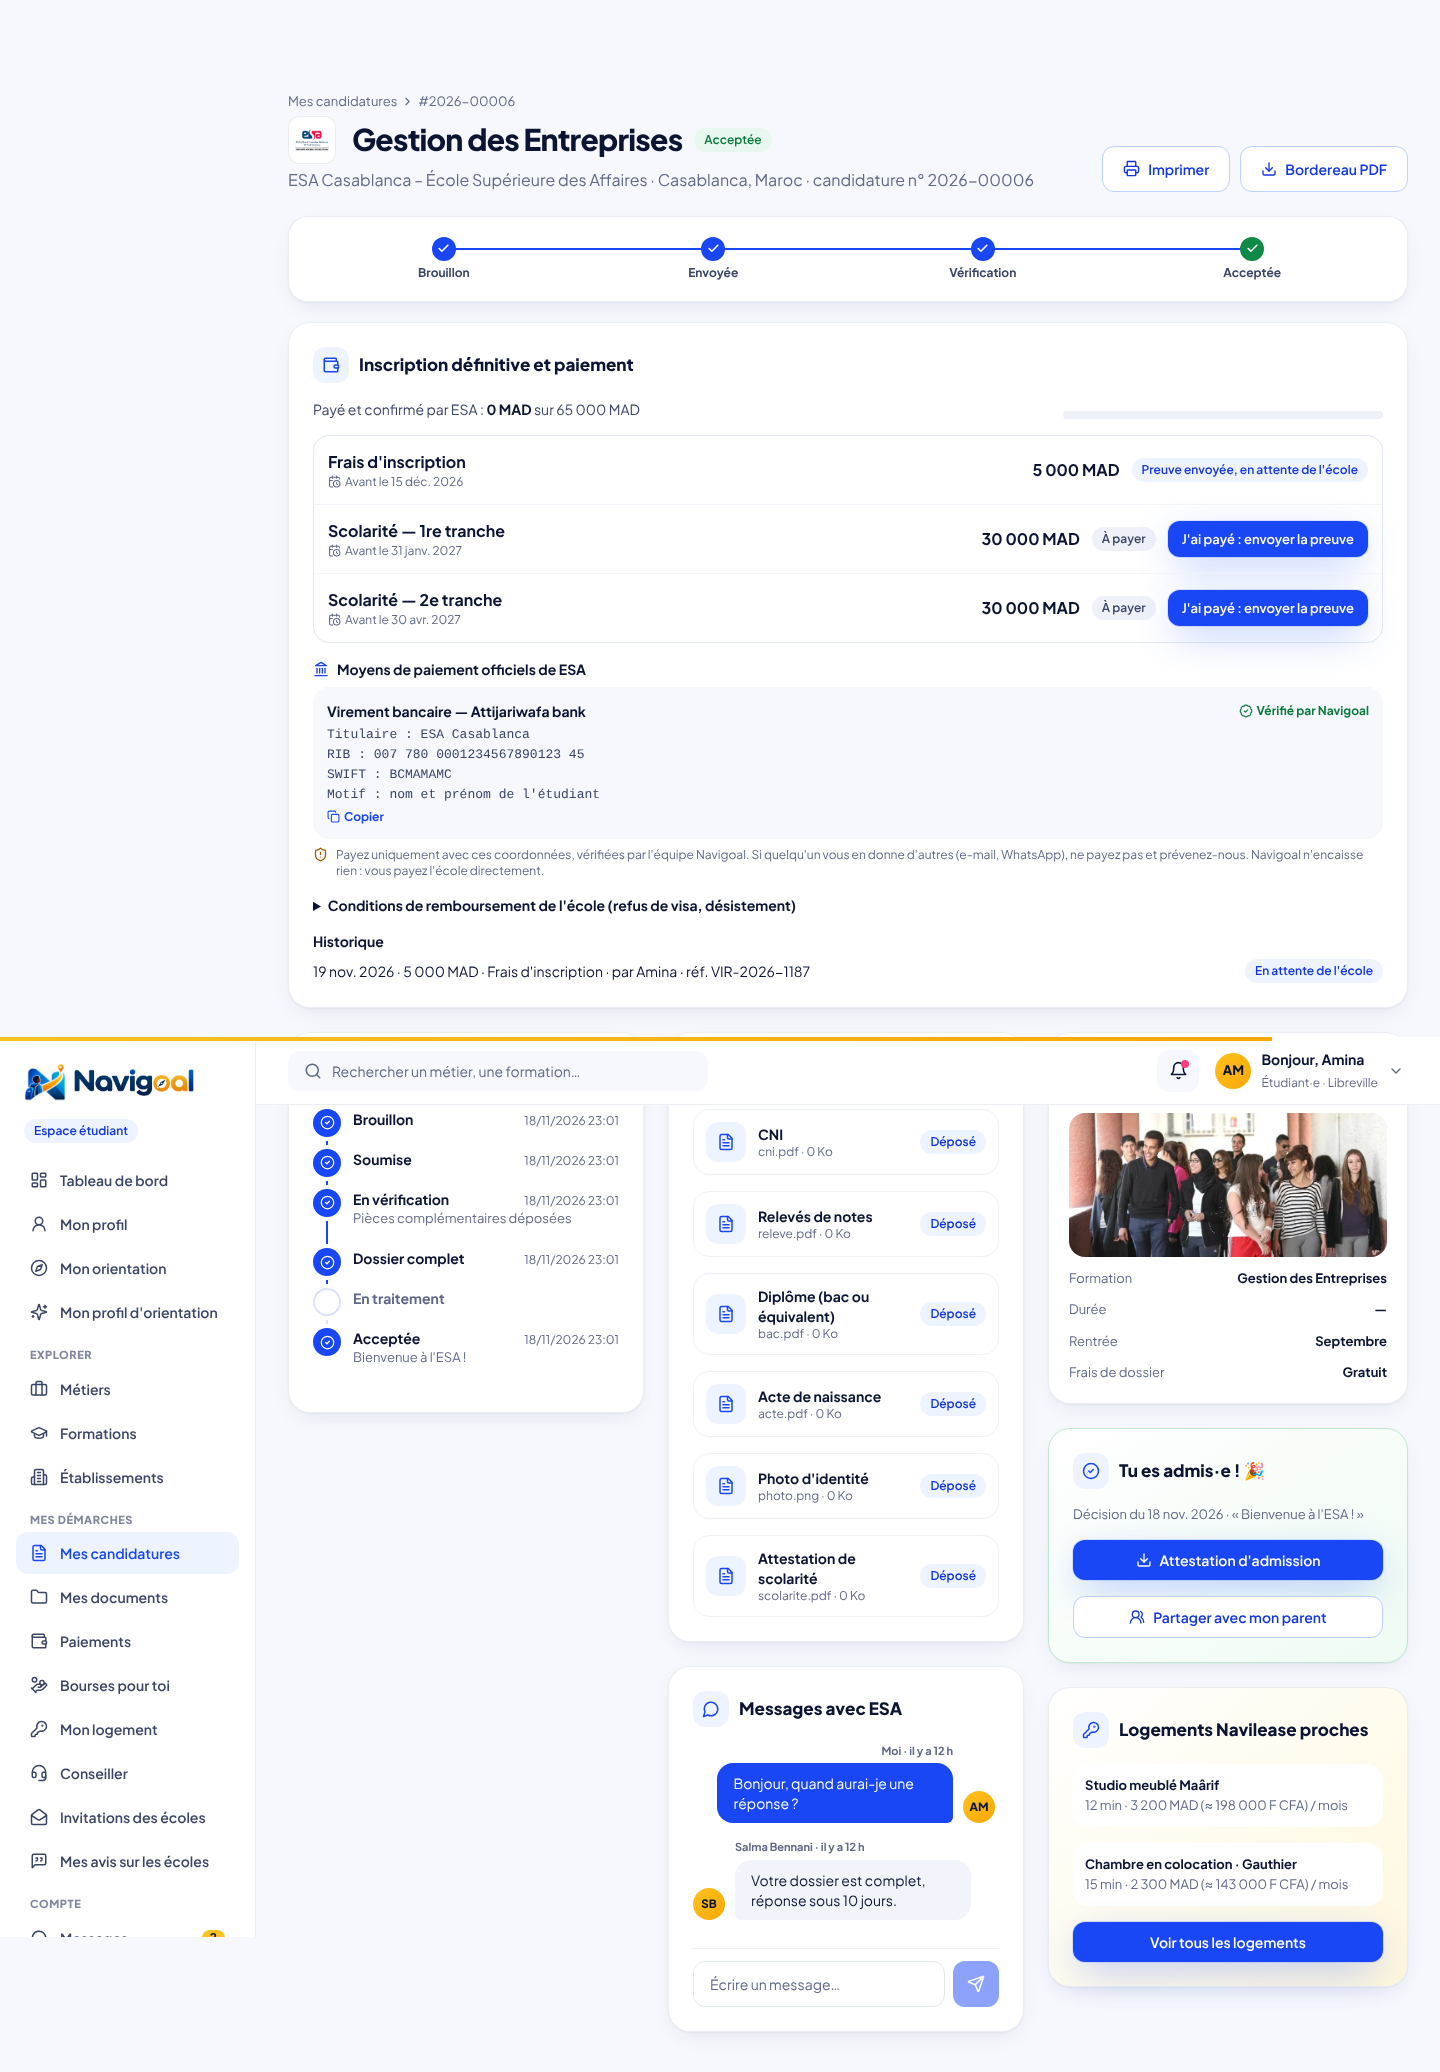 Mes candidatures > #2026-00006
esa
Gestion des Entreprises
Acceptée
ESA Casablanca – École Supérieure des Affaires · Casablanca, Maroc · candidature n° 2026-00006
Imprimer
Bordereau PDF
Brouillon
Envoyée
Vérification
Acceptée
Inscription définitive et paiement
Payé et confirmé par ESA : 0 MAD sur 65 000 MAD
Frais d'inscription
Avant le 15 déc. 2026
5 000 MAD
Preuve envoyée, en attente de l'école
Scolarité — 1re tranche
Avant le 31 janv. 2027
30 000 MAD
À payer
J'ai payé : envoyer la preuve
Scolarité — 2e tranche
Avant le 30 avr. 2027
30 000 MAD
À payer
J'ai payé : envoyer la preuve
Moyens de paiement officiels de ESA
Virement bancaire — Attijariwafa bank
Vérifié par Navigoal
Titulaire : ESA Casablanca
RIB : 007 780 0001234567890123 45
SWIFT : BCMAMAMC
Motif : nom et prénom de l'étudiant
Copier
Payez uniquement avec ces coordonnées, vérifiées par l'équipe Navigoal. Si quelqu'un vous en donne d'autres (e-mail, WhatsApp), ne payez pas et prévenez-nous. Navigoal n'encaisse
rien : vous payez l'école directement.
Conditions de remboursement de l'école (refus de visa, désistement)
Historique
19 nov. 2026 · 5 000 MAD · Frais d'inscription · par Amina · réf. VIR-2026-1187
En attente de l'école
Navigoal
Espace étudiant
Tableau de bord
Mon profil
Mon orientation
Mon profil d'orientation
EXPLORER
Métiers
Formations
Établissements
MES DÉMARCHES
Mes candidatures
Mes documents
Paiements
Bourses pour toi
Mon logement
Conseiller
Invitations des écoles
Mes avis sur les écoles
COMPTE
Rechercher un métier, une formation…
AM
Bonjour, Amina
Étudiant·e · Libreville
Brouillon
18/11/2026 23:01
Soumise
18/11/2026 23:01
En vérification
18/11/2026 23:01
Pièces complémentaires déposées
Dossier complet
18/11/2026 23:01
En traitement
Acceptée
18/11/2026 23:01
Bienvenue à l'ESA !
CNI
cni.pdf · 0 Ko
Déposé
Relevés de notes
releve.pdf · 0 Ko
Déposé
Diplôme (bac ou
équivalent)
bac.pdf · 0 Ko
Déposé
Acte de naissance
acte.pdf · 0 Ko
Déposé
Photo d'identité
photo.png · 0 Ko
Déposé
Attestation de
scolarité
scolarite.pdf · 0 Ko
Déposé
Messages avec ESA
Moi · il y a 12 h
Bonjour, quand aurai-je une
réponse ?
AM
Salma Bennani · il y a 12 h
Votre dossier est complet,
réponse sous 10 jours.
SB
Écrire un message…
Formation
Gestion des Entreprises
Durée
—
Rentrée
Septembre
Frais de dossier
Gratuit
Tu es admis·e ! 🎉
Décision du 18 nov. 2026 · « Bienvenue à l'ESA ! »
Attestation d'admission
Partager avec mon parent
Logements Navilease proches
Studio meublé Maârif
12 min · 3 200 MAD (≈ 198 000 F CFA) / mois
Chambre en colocation · Gauthier
15 min · 2 300 MAD (≈ 143 000 F CFA) / mois
Voir tous les logements